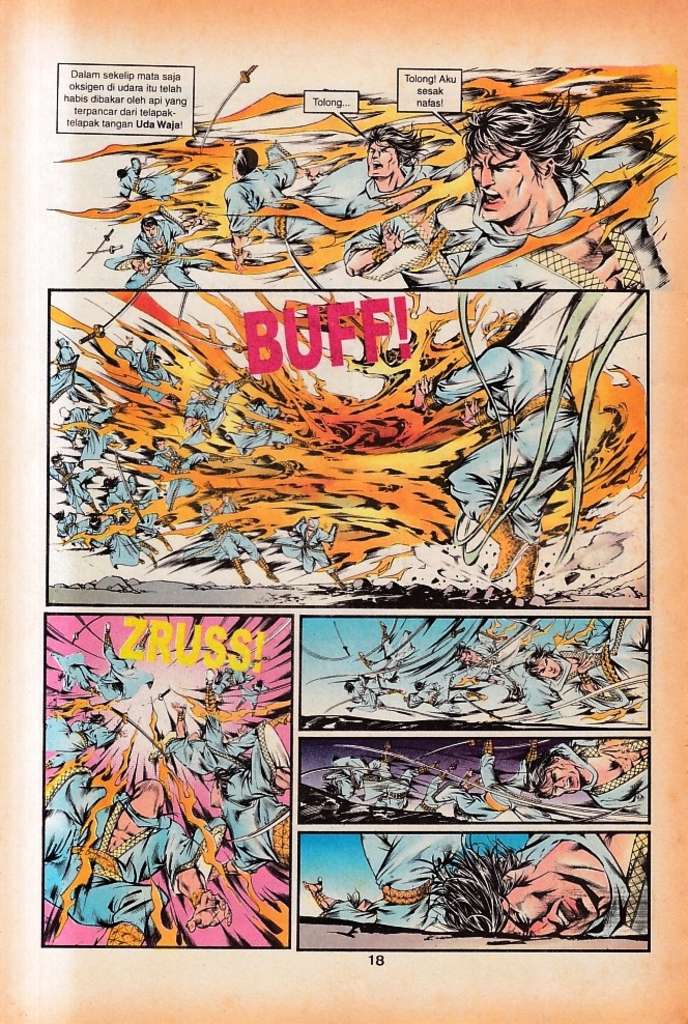 Dalam sekelip mata saja
oksigen di udara itu telah
habis dibakar oleh api yang
terpancar dari telapak-
telapak tangan Uda Waja!
Tolong...
Tolong! Aku
sesak
nafas!
BUFF!
ZRUSS!
18